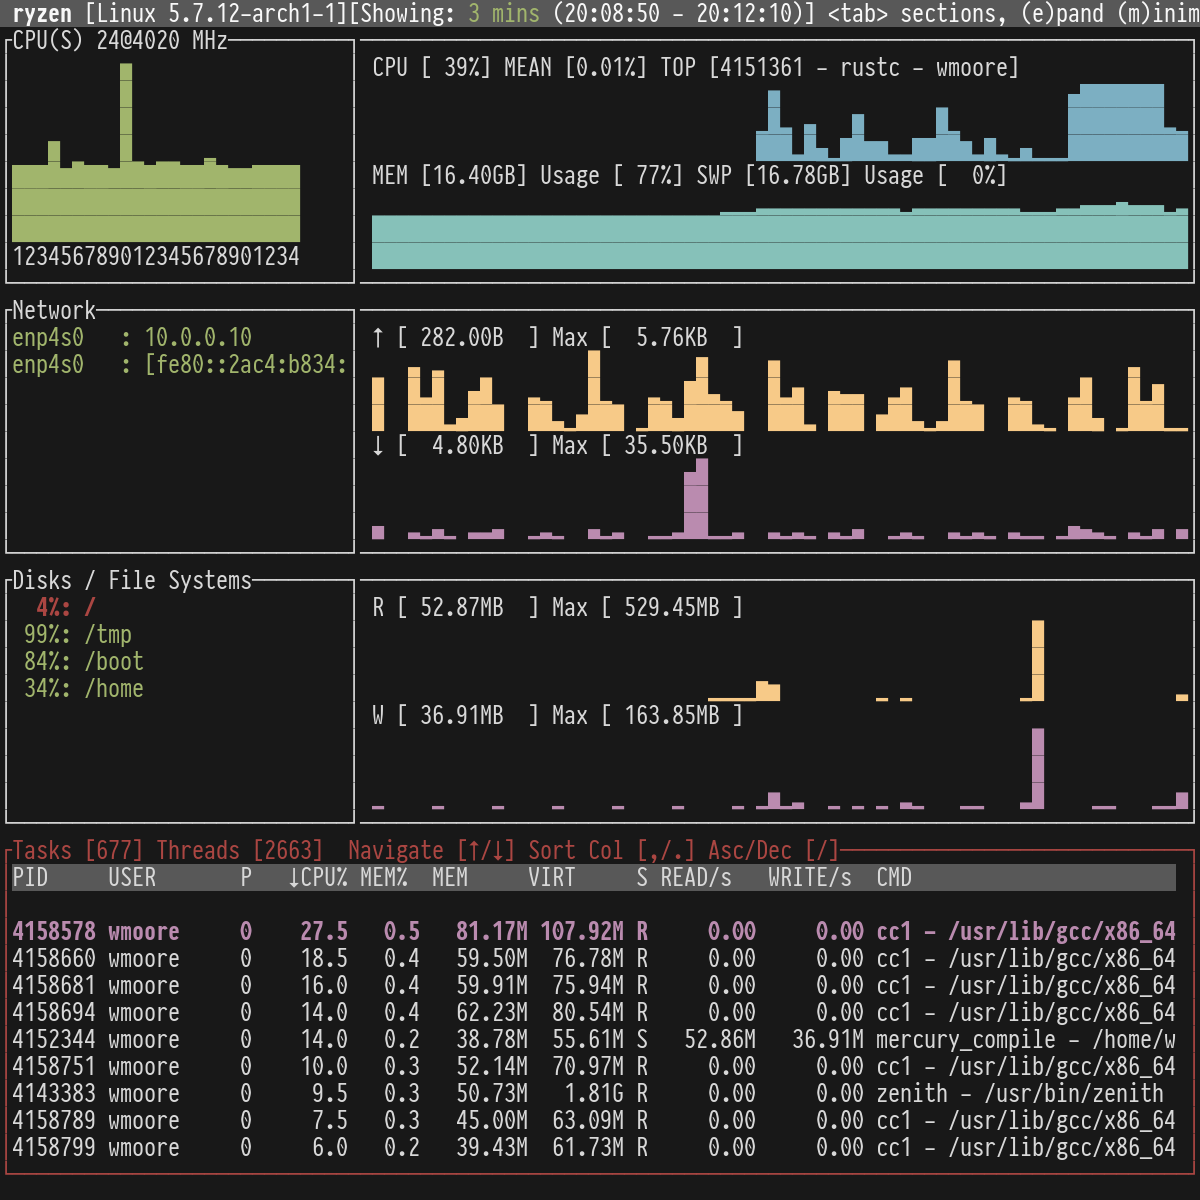 ryzen [Linux 5.7.12-arch1-1][Showing: 3 mins (20:08:50 - 20:12:10)] <tab> sections, (e)pand (m)inim
CPU(S) 24@4020 MHz
CPU [ 39%] MEAN [0.01%] TOP [4151361 - rustc - wmoore]
MEM [16.40GB] Usage [ 77%] SWP [16.78GB] Usage [  0%]
123456789012345678901234
Network
enp4s0   : 10.0.0.10
enp4s0   : [fe80::2ac4:b834:
↑ [ 282.00B  ] Max [  5.76KB  ]
↓ [  4.80KB  ] Max [ 35.50KB  ]
Disks / File Systems
4%: /
99%: /tmp
84%: /boot
34%: /home
R [ 52.87MB  ] Max [ 529.45MB ]
W [ 36.91MB  ] Max [ 163.85MB ]
Tasks [677] Threads [2663]  Navigate [↑/↓] Sort Col [,/.] Asc/Dec [/]
PID     USER       P   ↓CPU% MEM%  MEM     VIRT     S READ/s   WRITE/s  CMD
4158578 wmoore     0    27.5   0.5   81.17M 107.92M R     0.00     0.00 cc1 - /usr/lib/gcc/x86_64
4158660 wmoore     0    18.5   0.4   59.50M  76.78M R     0.00     0.00 cc1 - /usr/lib/gcc/x86_64
4158681 wmoore     0    16.0   0.4   59.91M  75.94M R     0.00     0.00 cc1 - /usr/lib/gcc/x86_64
4158694 wmoore     0    14.0   0.4   62.23M  80.54M R     0.00     0.00 cc1 - /usr/lib/gcc/x86_64
4152344 wmoore     0    14.0   0.2   38.78M  55.61M S   52.86M   36.91M mercury_compile - /home/w
4158751 wmoore     0    10.0   0.3   52.14M  70.97M R     0.00     0.00 cc1 - /usr/lib/gcc/x86_64
4143383 wmoore     0     9.5   0.3   50.73M   1.81G R     0.00     0.00 zenith - /usr/bin/zenith
4158789 wmoore     0     7.5   0.3   45.00M  63.09M R     0.00     0.00 cc1 - /usr/lib/gcc/x86_64
4158799 wmoore     0     6.0   0.2   39.43M  61.73M R     0.00     0.00 cc1 - /usr/lib/gcc/x86_64